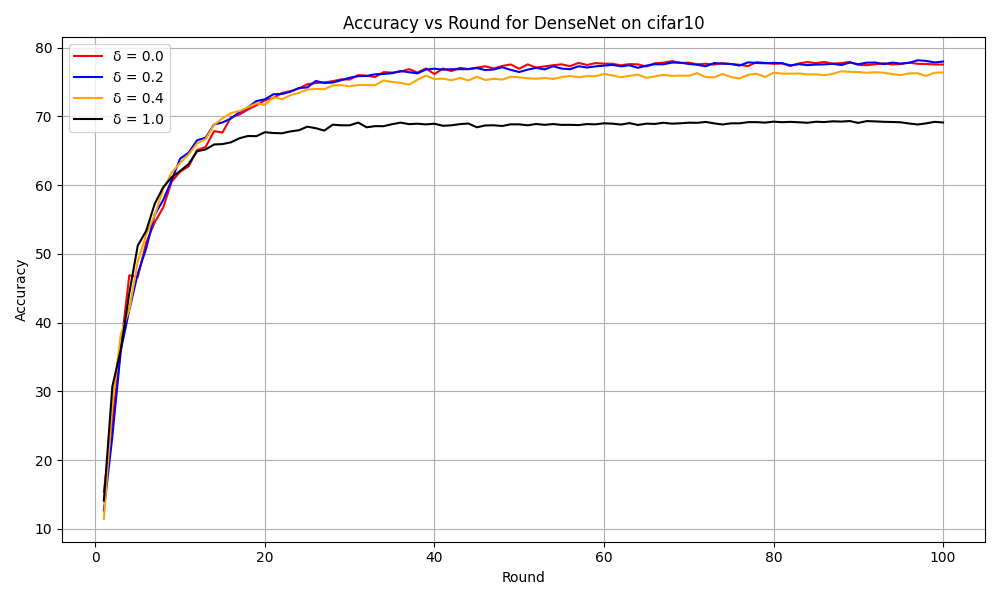 Accuracy vs Round for DenseNet on cifar10
δ = 0.0
δ = 0.2
δ = 0.4
δ = 1.0
80
70
60
50
40
30
20
10
Accuracy
0 20 40 60 80 100
Round